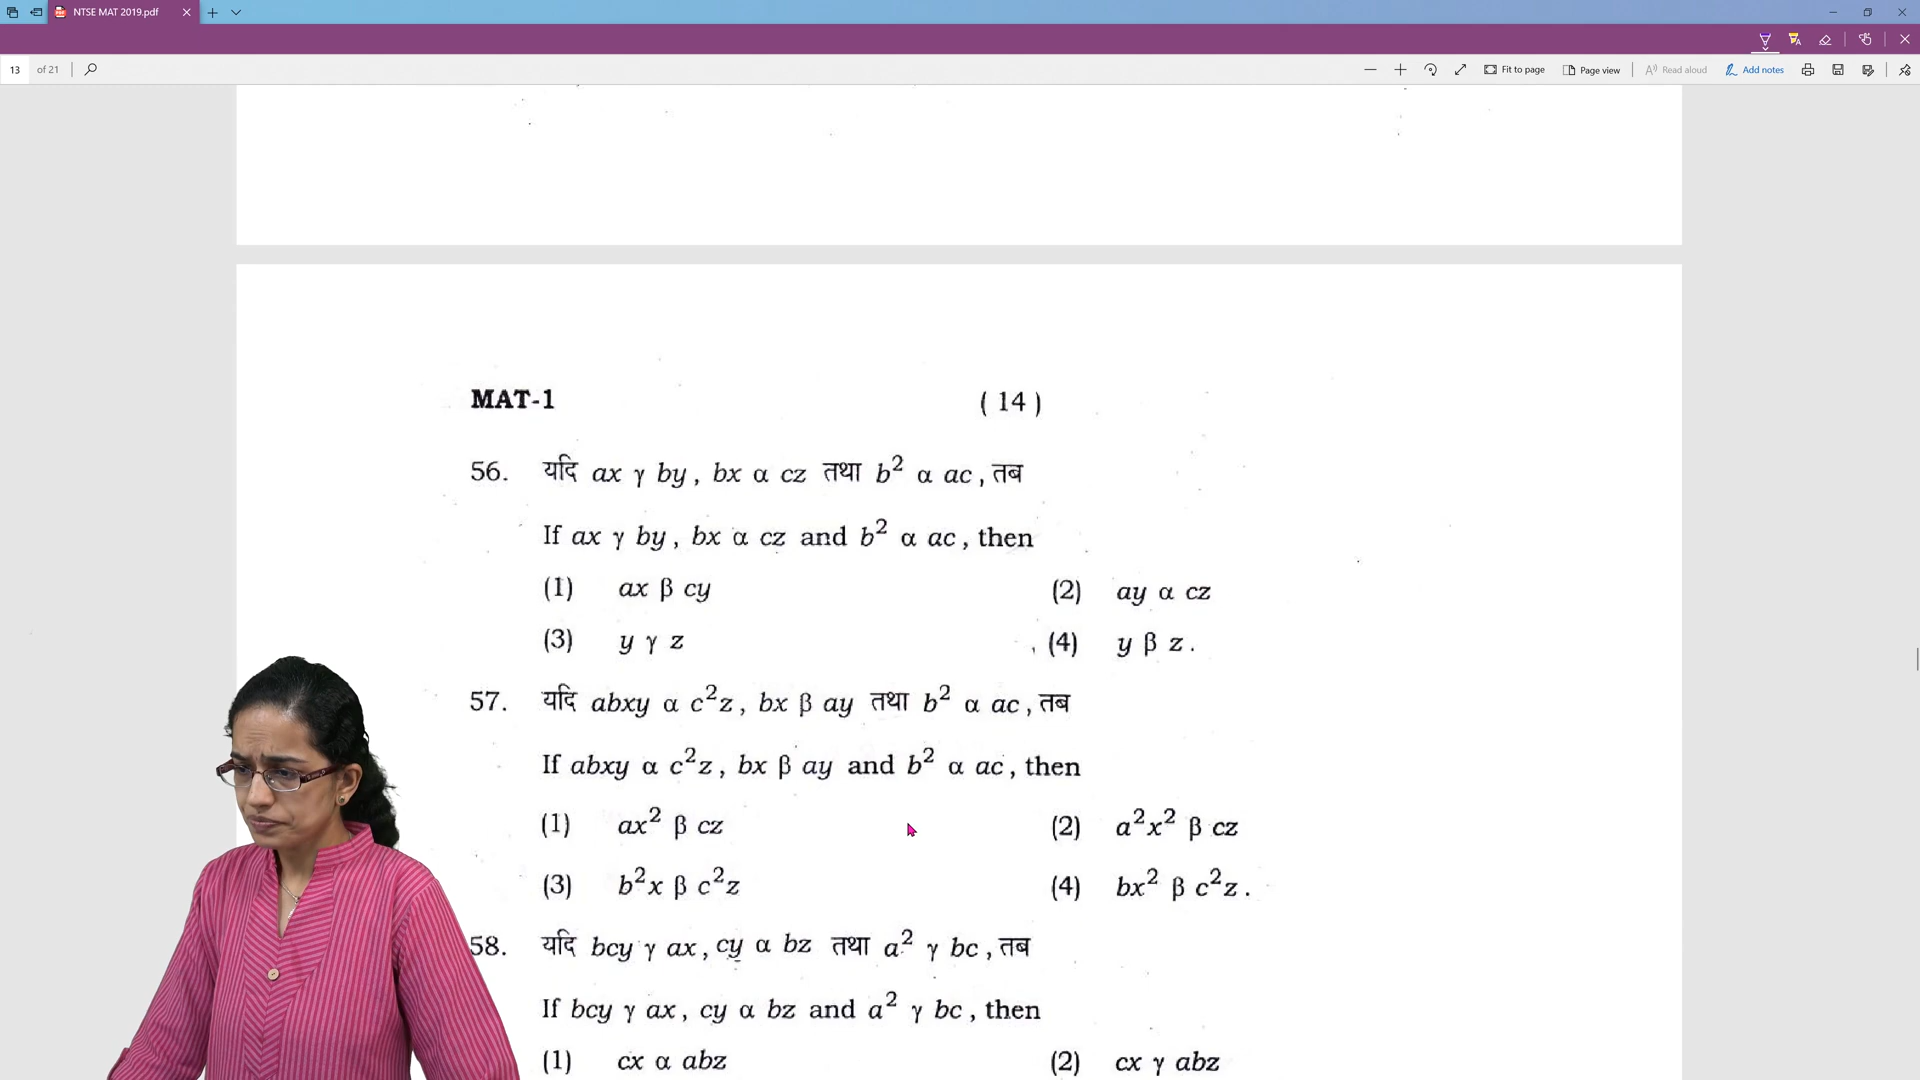 NTSE MAT 2019.pdf
13 of 21
Fit to page
Page view
Read aloud
Add notes
MAT-1 ( 14 )
56. यदि ax γ by, bx α cz तथा b² α ac, तब
If ax γ by, bx α cz and b² α ac, then
(1) ax β cy (2) ay α cz
(3) y γ z (4) y β z.
57. यदि abxy α c²z, bx β ay तथा b² α ac, तब
If abxy α c²z, bx β ay and b² α ac, then
(1) ax² β cz (2) a²x² β cz
(3) b²x β c²z (4) bx² β c²z.
58. यदि bcy γ ax, cy α bz तथा a² γ bc, तब
If bcy γ ax, cy α bz and a² γ bc, then
(1) cx α abz (2) cx γ abz